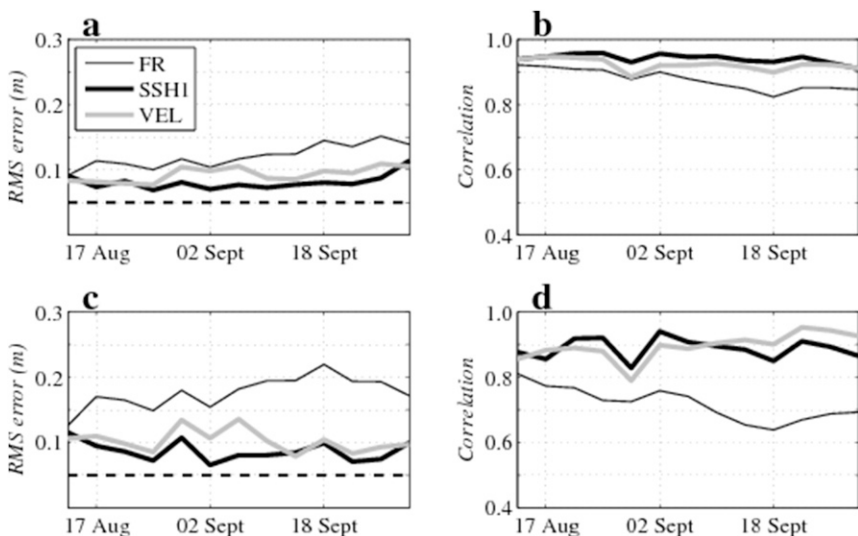 a
0.3
0.2
0.1
RMS error (m)
FR
SSH1
VEL
17 Aug 02 Sept 18 Sept
b
1.0
0.8
0.6
0.4
Correlation
17 Aug 02 Sept 18 Sept
c
0.3
0.2
0.1
RMS error (m)
17 Aug 02 Sept 18 Sept
d
1.0
0.8
0.6
0.4
Correlation
17 Aug 02 Sept 18 Sept